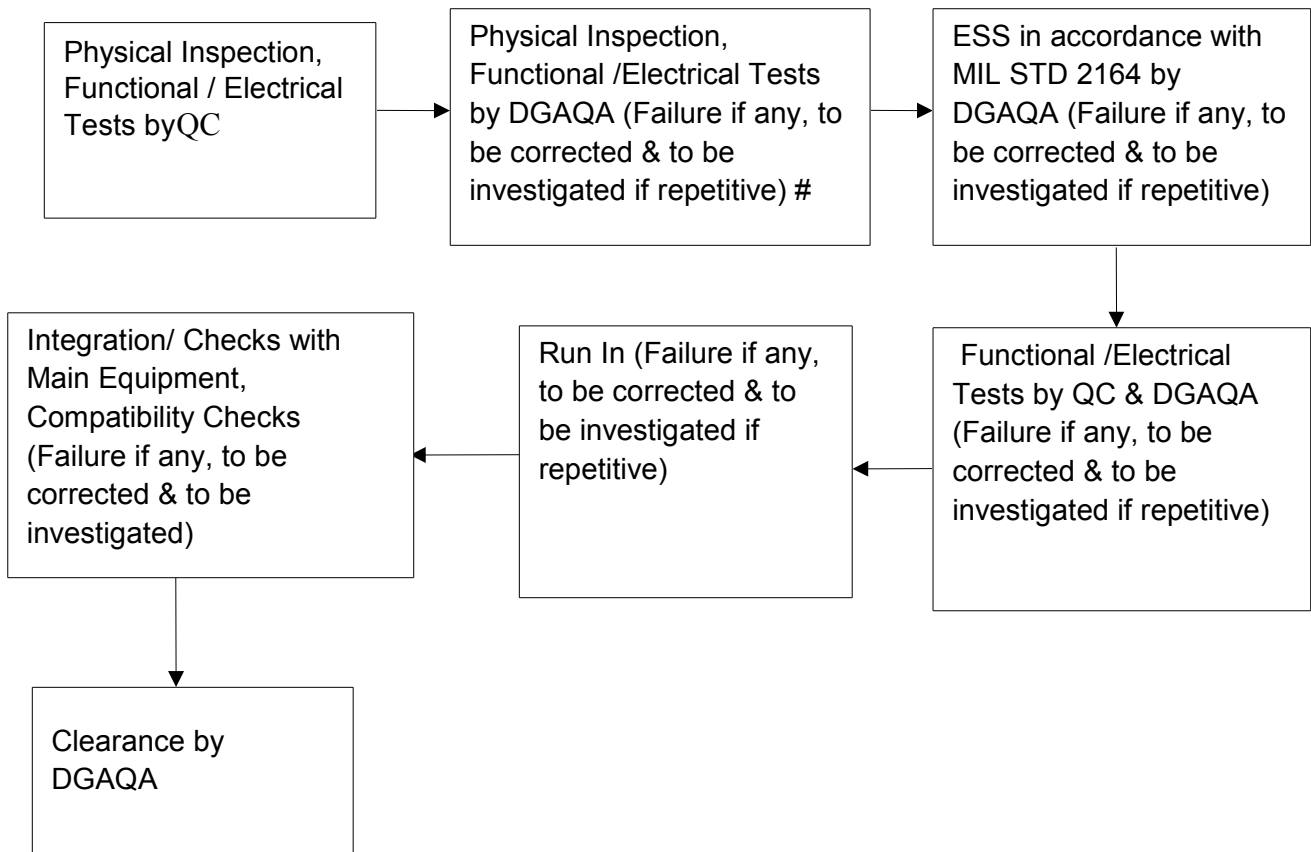 Physical Inspection,
Functional / Electrical
Tests byQC
Physical Inspection,
Functional /Electrical Tests
by DGAQA (Failure if any, to
be corrected & to be
investigated if repetitive) #
ESS in accordance with
MIL STD 2164 by
DGAQA (Failure if any, to
be corrected & to be
investigated if repetitive)
Functional /Electrical
Tests by QC & DGAQA
(Failure if any, to be
corrected & to be
investigated if repetitive)
Run In (Failure if any,
to be corrected & to
be investigated if
repetitive)
Integration/ Checks with
Main Equipment,
Compatibility Checks
(Failure if any, to be
corrected & to be
investigated)
Clearance by
DGAQA